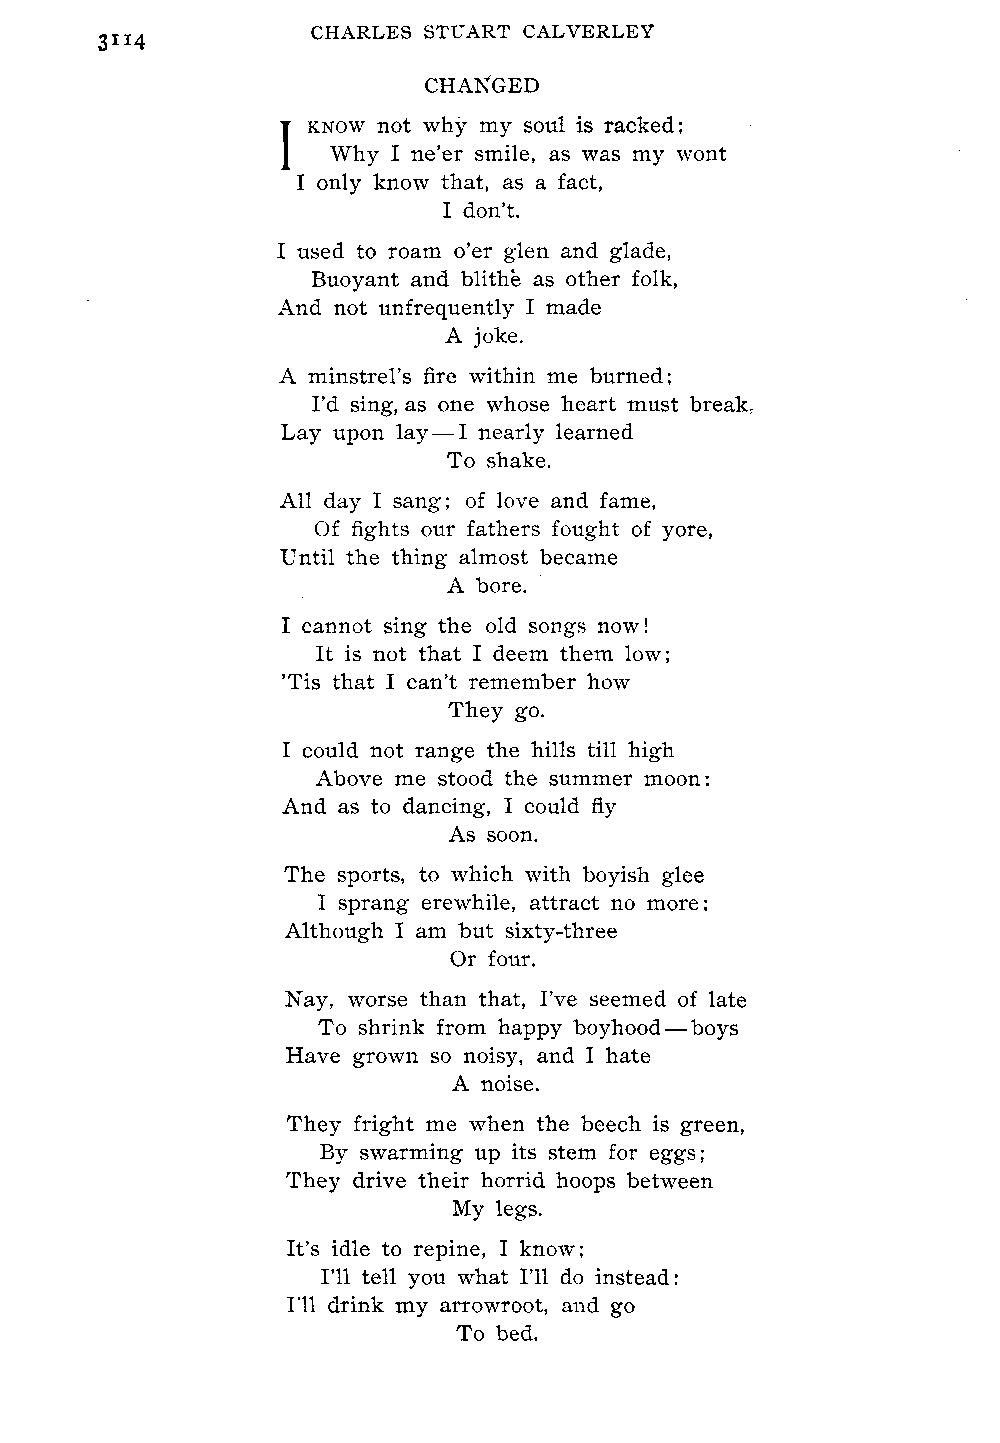 3114
CHARLES STUART CALVERLEY
CHANGED
I KNOW not why my soul is racked;
Why I ne'er smile, as was my wont
I only know that, as a fact,
I don't.
I used to roam o'er glen and glade,
Buoyant and blithe as other folk,
And not unfrequently I made
A joke.
A minstrel's fire within me burned;
I'd sing, as one whose heart must break,
Lay upon lay—I nearly learned
To shake.
All day I sang; of love and fame,
Of fights our fathers fought of yore,
Until the thing almost became
A bore.
I cannot sing the old songs now!
It is not that I deem them low;
'Tis that I can't remember how
They go.
I could not range the hills till high
Above me stood the summer moon:
And as to dancing, I could fly
As soon.
The sports, to which with boyish glee
I sprang erewhile, attract no more;
Although I am but sixty-three
Or four.
Nay, worse than that, I've seemed of late
To shrink from happy boyhood—boys
Have grown so noisy, and I hate
A noise.
They fright me when the beech is green,
By swarming up its stem for eggs;
They drive their horrid hoops between
My legs.
It's idle to repine, I know;
I'll tell you what I'll do instead:
I'll drink my arrowroot, and go
To bed.